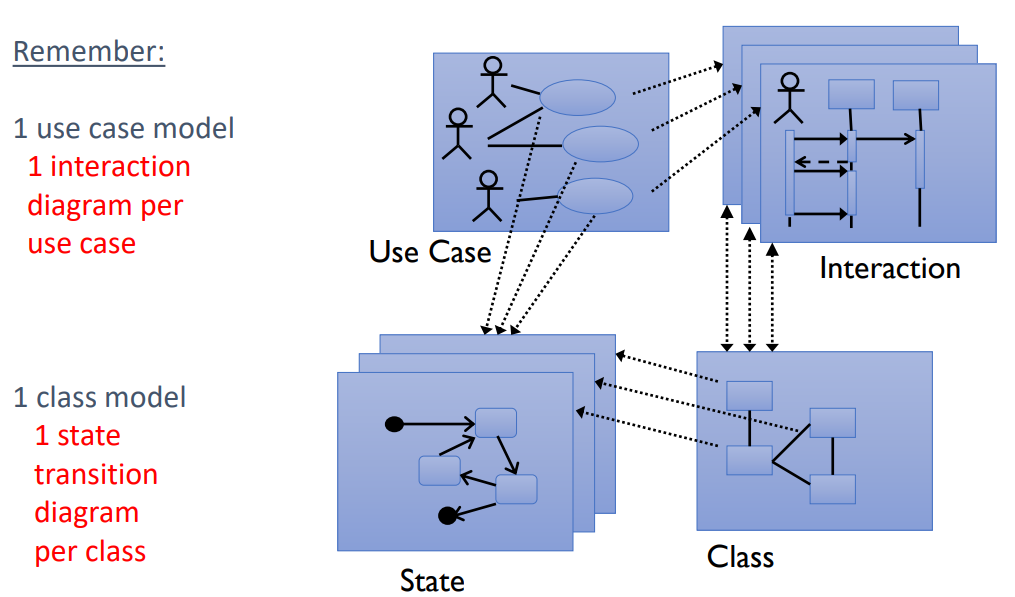 Remember:
1 use case model
1 interaction
diagram per
use case
1 class model
1 state
transition
diagram
per class
Use Case
Interaction
State
Class